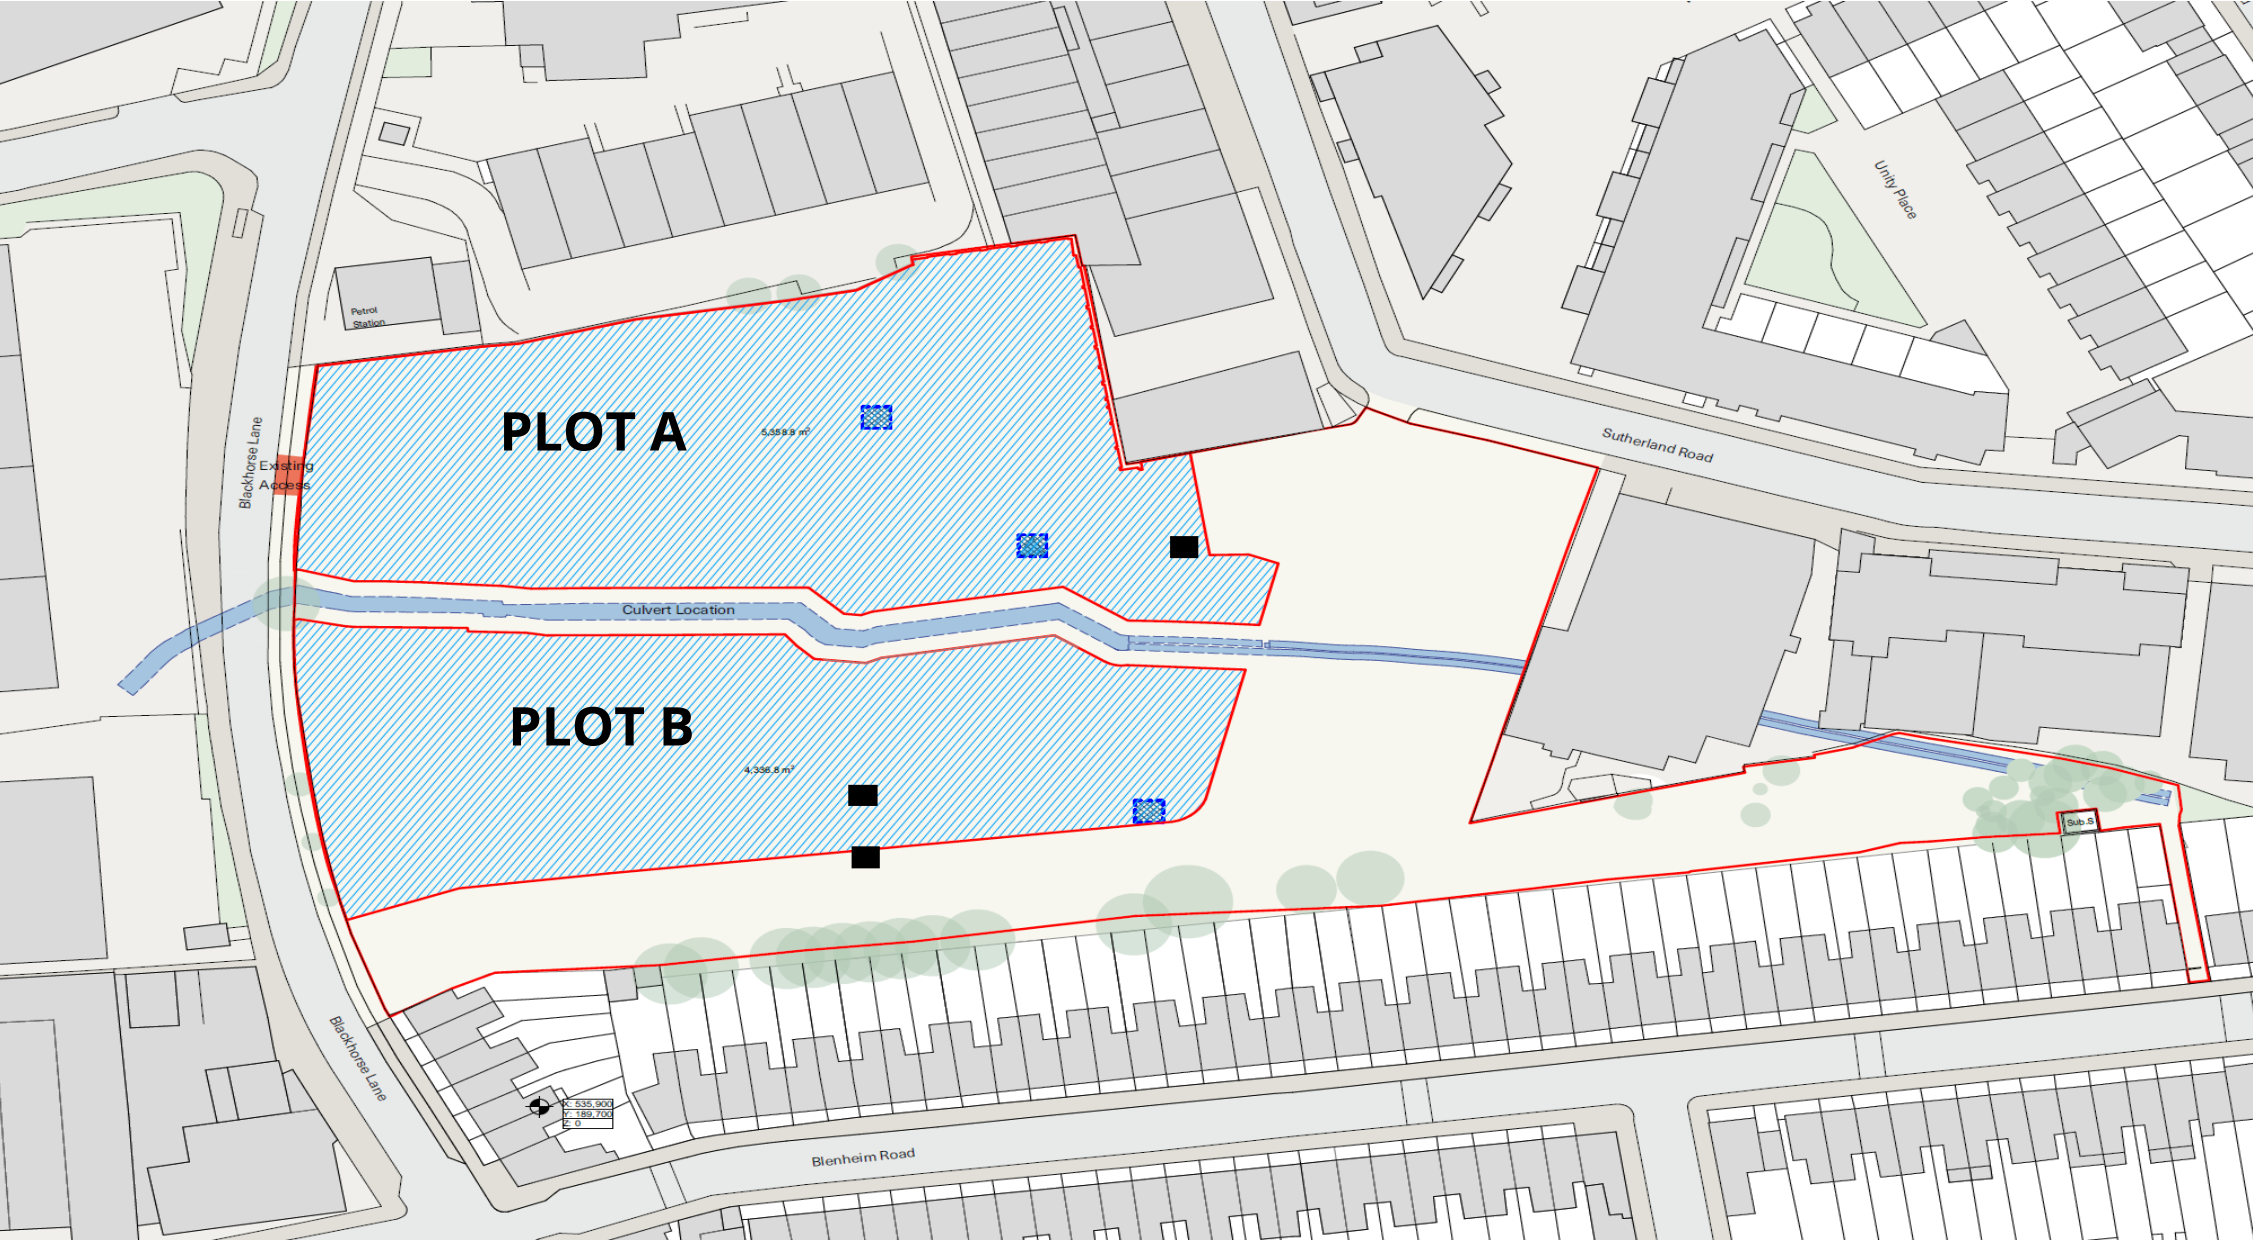 Unity Place
Petrol
Station
PLOT A
5,358.8 m²
Blackhorse Lane
Existing
Access
Sutherland Road
Culvert Location
PLOT B
4,336.8 m²
Sub.S
Blackhorse Lane
X: 535,900
Y: 189,700
Z: 0
Blenheim Road